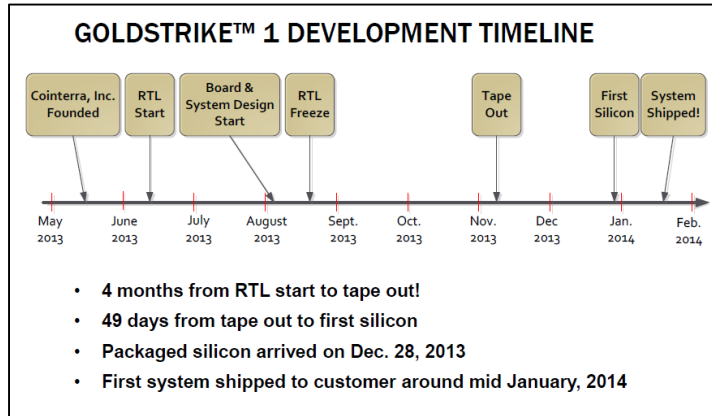 GOLDSTRIKE™ 1 DEVELOPMENT TIMELINE
Cointerra, Inc.
Founded
RTL
Start
Board &
System Design
Start
RTL
Freeze
Tape
Out
First
Silicon
System
Shipped!
May
2013
June
2013
July
2013
August
2013
Sept.
2013
Oct.
2013
Nov.
2013
Dec
2013
Jan.
2014
Feb.
2014
• 4 months from RTL start to tape out!
• 49 days from tape out to first silicon
• Packaged silicon arrived on Dec. 28, 2013
• First system shipped to customer around mid January, 2014